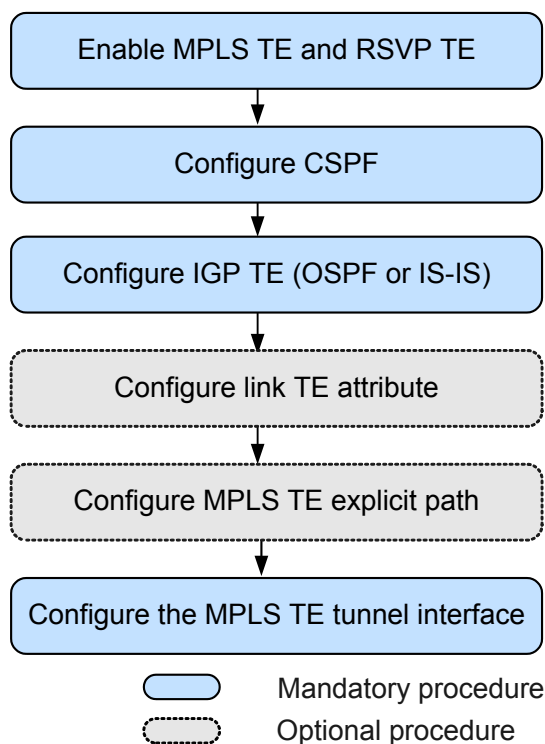 Enable MPLS TE and RSVP TE
Configure CSPF
Configure IGP TE (OSPF or IS-IS)
Configure link TE attribute
Configure MPLS TE explicit path
Configure the MPLS TE tunnel interface
Mandatory procedure
Optional procedure